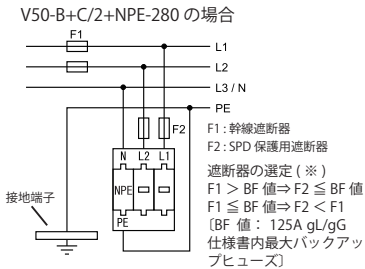 V50-B+C/2+NPE-280 の場合
F1
L1
L2
L3 / N
PE
F2
F1 : 幹線遮断器
F2 : SPD 保護用遮断器
N L2 L1
NPE
PE
接地端子
遮断器の選定 ( ※ )
F1 > BF 値⇒ F2 ≦ BF 値
F1 ≦ BF 値⇒ F2 < F1
〔BF 値 : 125A gL/gG
仕様書内最大バックアッ
プヒューズ〕